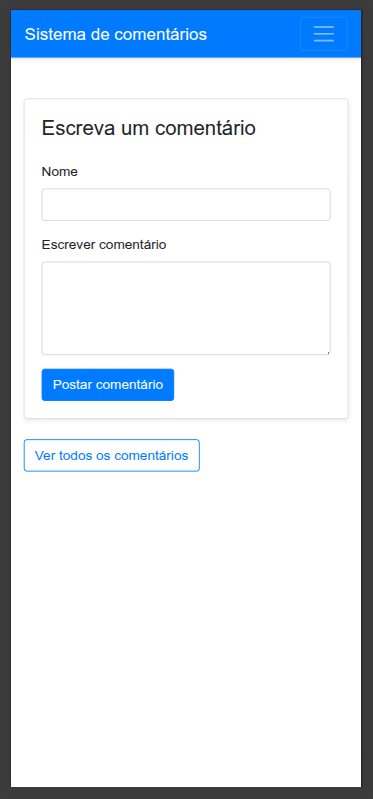 Sistema de comentários
Escreva um comentário
Nome
Escrever comentário
Postar comentário
Ver todos os comentários